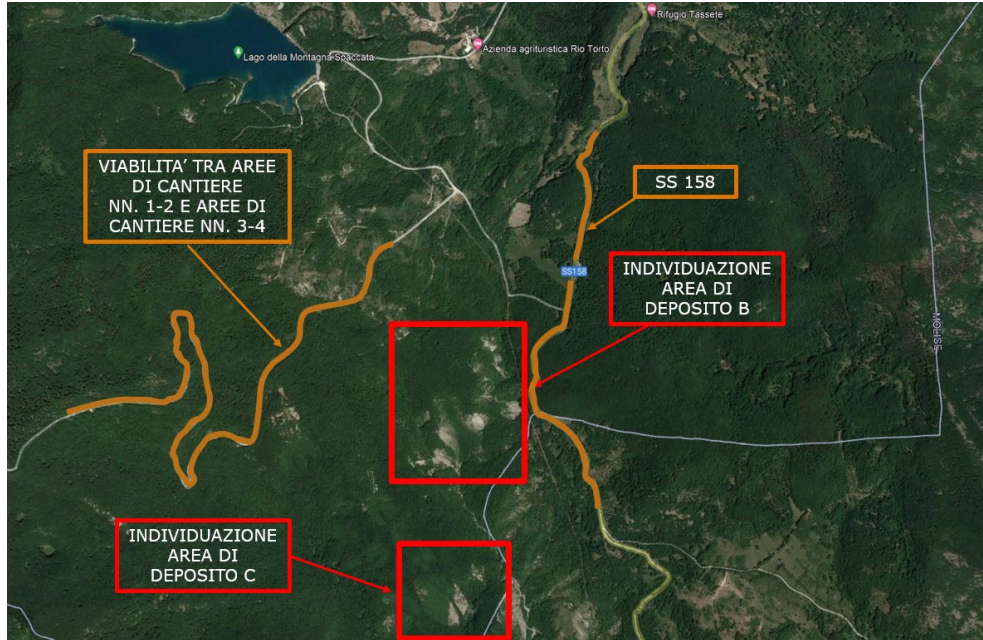 Rifugio Tassete
Azienda agrituristica Rio Torto
Lago della Montagna Spaccata
VIABILITA' TRA AREE
DI CANTIERE
NN. 1-2 E AREE DI
CANTIERE NN. 3-4
SS 158
INDIVIDUAZIONE
AREA DI
DEPOSITO B
SS158
MOLISE
INDIVIDUAZIONE
AREA DI
DEPOSITO C